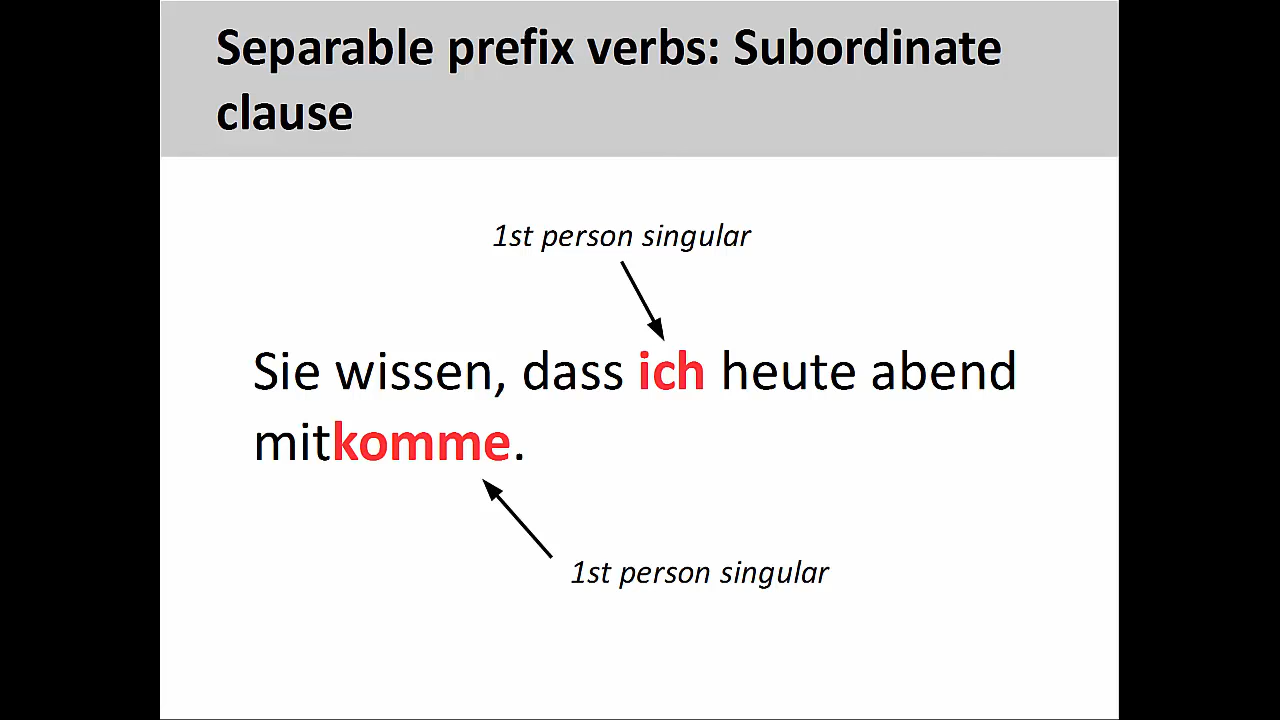 Separable prefix verbs: Subordinate
clause
1st person singular
Sie wissen, dass ich heute abend
mitkomme.
1st person singular